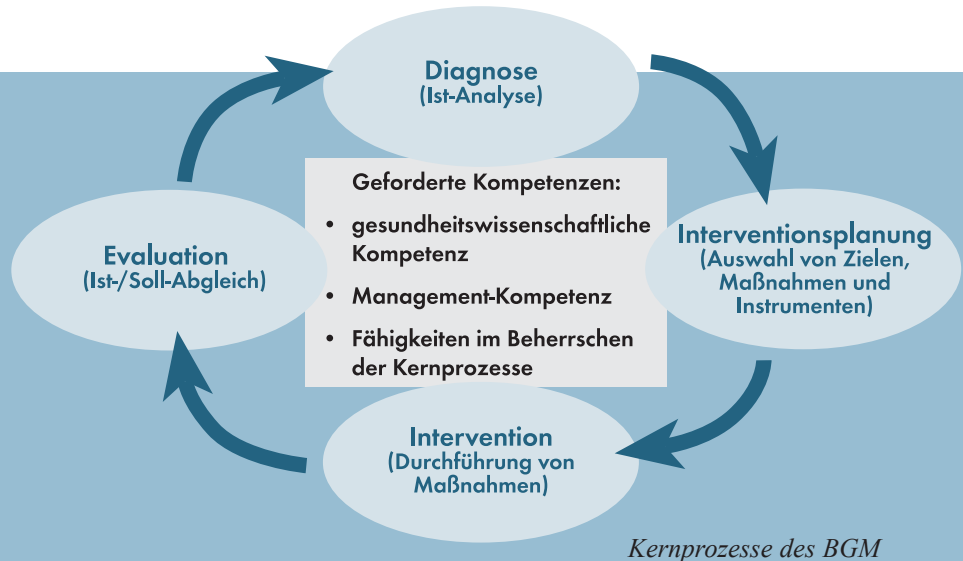 Diagnose
(Ist-Analyse)
Geforderte Kompetenzen:
• gesundheitswissenschaftliche
Kompetenz
• Management-Kompetenz
• Fähigkeiten im Beherrschen
der Kernprozesse
Interventionsplanung
(Auswahl von Zielen,
Maßnahmen und
Instrumenten)
Intervention
(Durchführung von
Maßnahmen)
Evaluation
(Ist-/Soll-Abgleich)
Kernprozesse des BGM